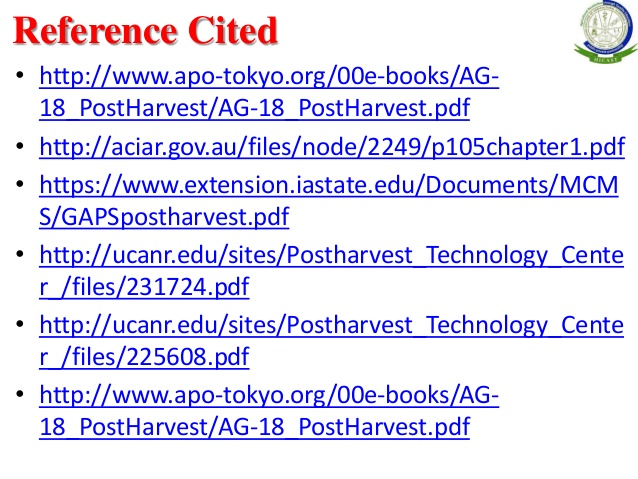 Reference Cited
• http://www.apo-tokyo.org/00e-books/AG-
18_PostHarvest/AG-18_PostHarvest.pdf
• http://aciar.gov.au/files/node/2249/p105chapter1.pdf
• https://www.extension.iastate.edu/Documents/MCM
S/GAPSpostharvest.pdf
• http://ucanr.edu/sites/Postharvest_Technology_Cente
r_/files/231724.pdf
• http://ucanr.edu/sites/Postharvest_Technology_Cente
r_/files/225608.pdf
• http://www.apo-tokyo.org/00e-books/AG-
18_PostHarvest/AG-18_PostHarvest.pdf